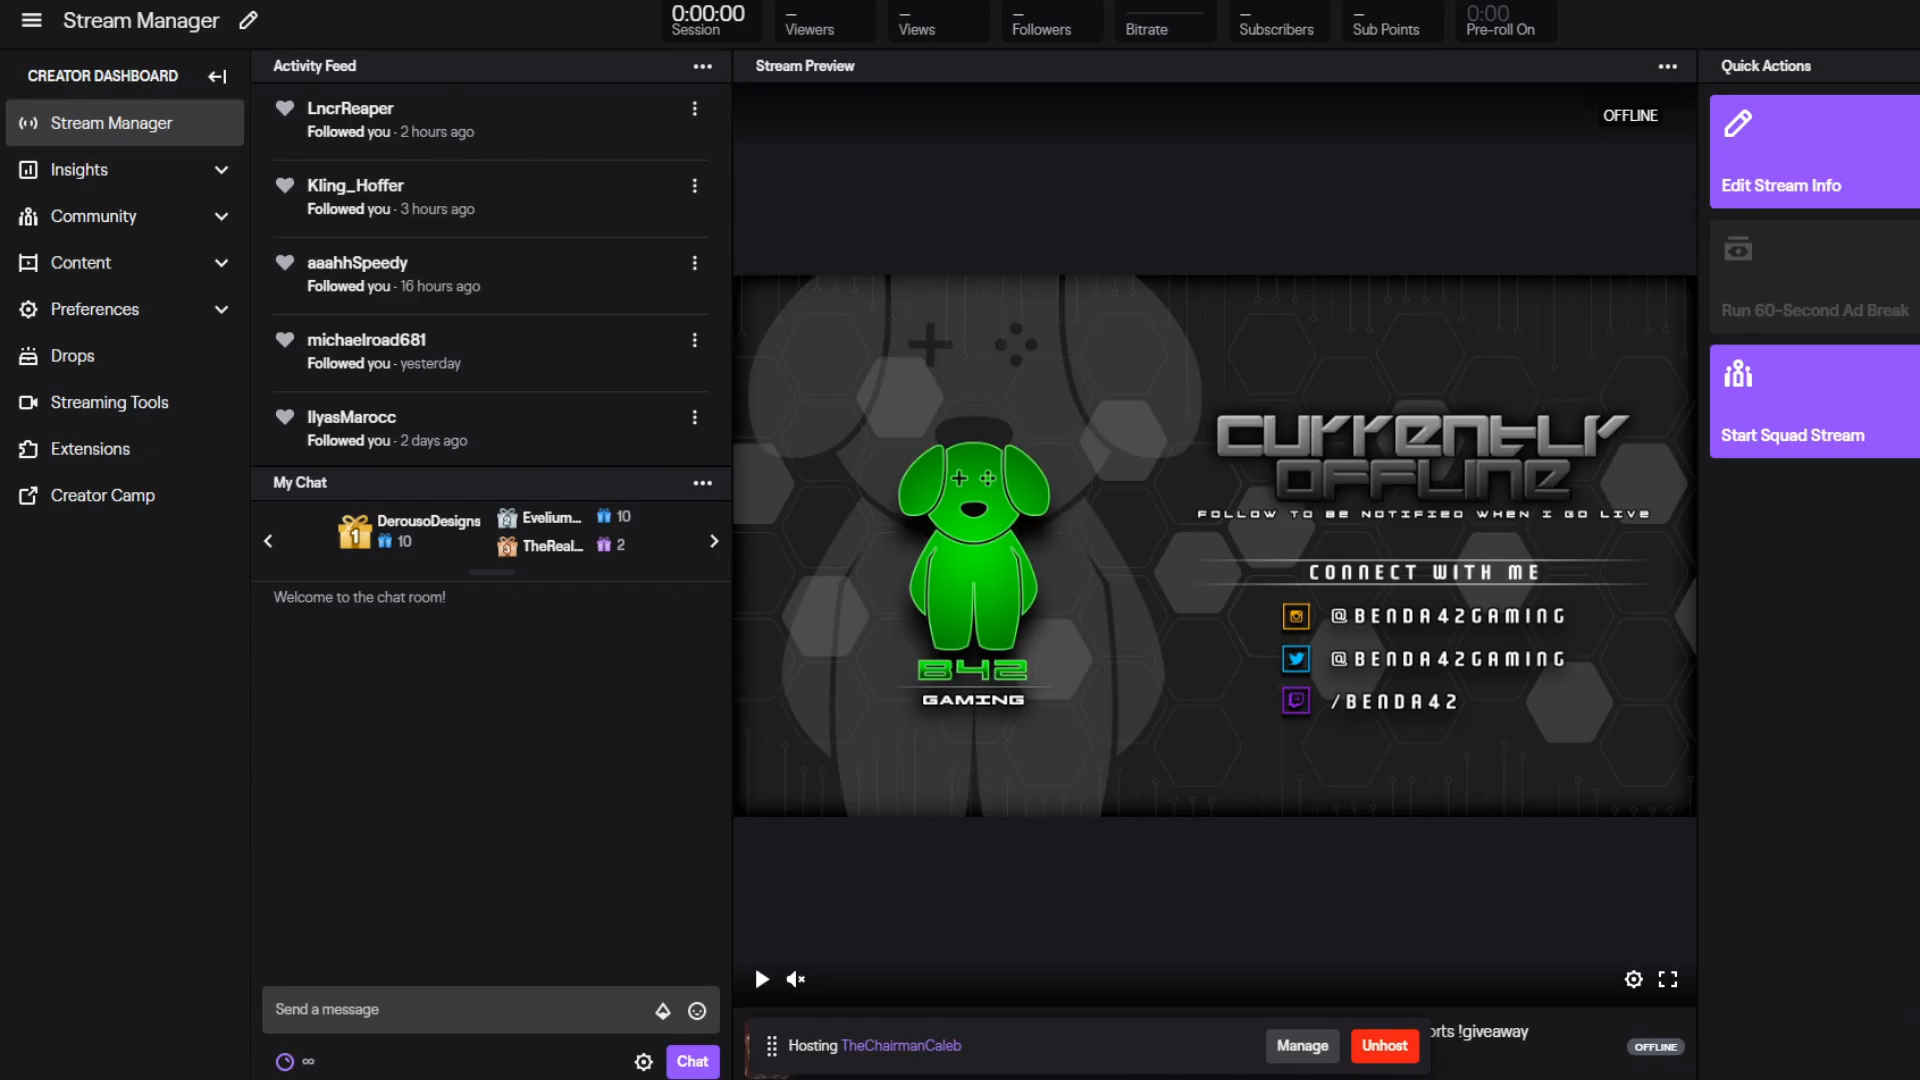 Stream Manager
0:00:00
Session
–
Viewers
–
Views
–
Followers
Bitrate
–
Subscribers
–
Sub Points
0:00
Pre-roll On
CREATOR DASHBOARD
Stream Manager
Insights
Community
Content
Preferences
Drops
Streaming Tools
Extensions
Creator Camp
Activity Feed
LncrReaper
Followed you · 2 hours ago
Kling_Hoffer
Followed you · 3 hours ago
aaahhSpeedy
Followed you · 16 hours ago
michaelroad681
Followed you · yesterday
IlyasMarocc
Followed you · 2 days ago
My Chat
1 DerousoDesigns
10
2 Evelium... 10
3 TheReal... 2
Welcome to the chat room!
Send a message
∞
Chat
Stream Preview
OFFLINE
B42
GAMING
CURRENTLY
OFFLINE
FOLLOW TO BE NOTIFIED WHEN I GO LIVE
CONNECT WITH ME
@BENDA42GAMING
@BENDA42GAMING
/BENDA42
Hosting TheChairmanCaleb
Manage
Unhost
orts !giveaway
OFFLINE
Quick Actions
Edit Stream Info
Run 60-Second Ad Break
Start Squad Stream